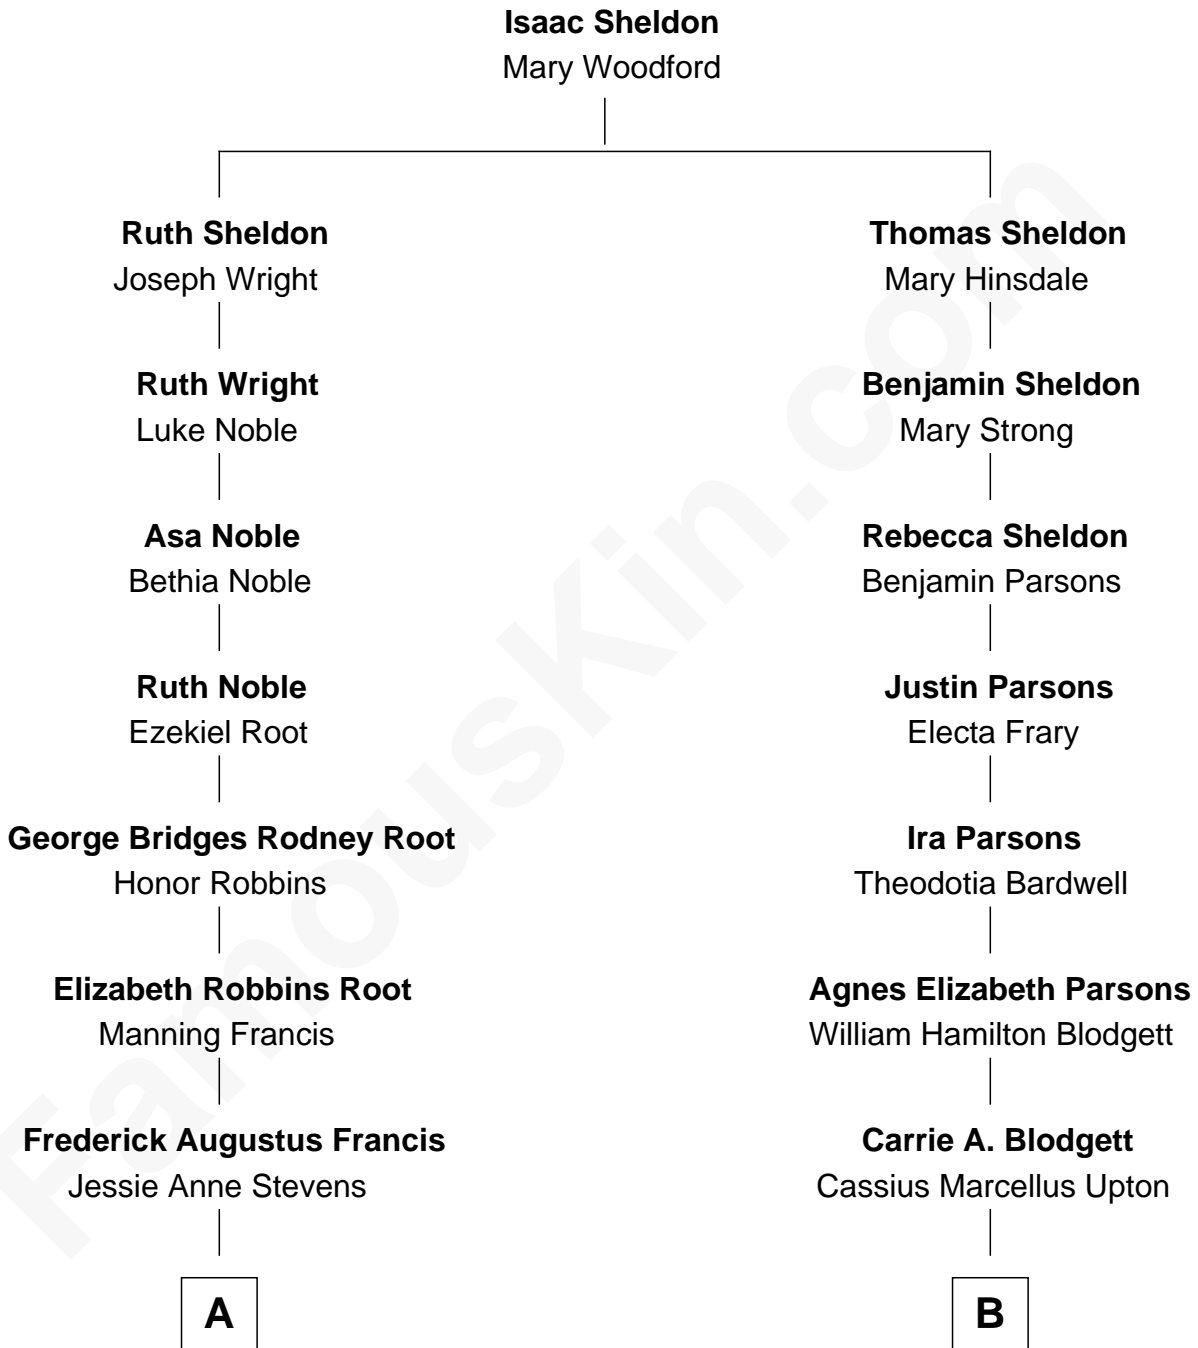 Isaac Sheldon
Mary Woodford
Ruth Sheldon
Joseph Wright
Thomas Sheldon
Mary Hinsdale
Ruth Wright
Luke Noble
Benjamin Sheldon
Mary Strong
Asa Noble
Bethia Noble
Rebecca Sheldon
Benjamin Parsons
Ruth Noble
Ezekiel Root
Justin Parsons
Electa Frary
George Bridges Rodney Root
Honor Robbins
Ira Parsons
Theodotia Bardwell
Elizabeth Robbins Root
Manning Francis
Agnes Elizabeth Parsons
William Hamilton Blodgett
Frederick Augustus Francis
Jessie Anne Stevens
Carrie A. Blodgett
Cassius Marcellus Upton
A
B
FamousKin.com